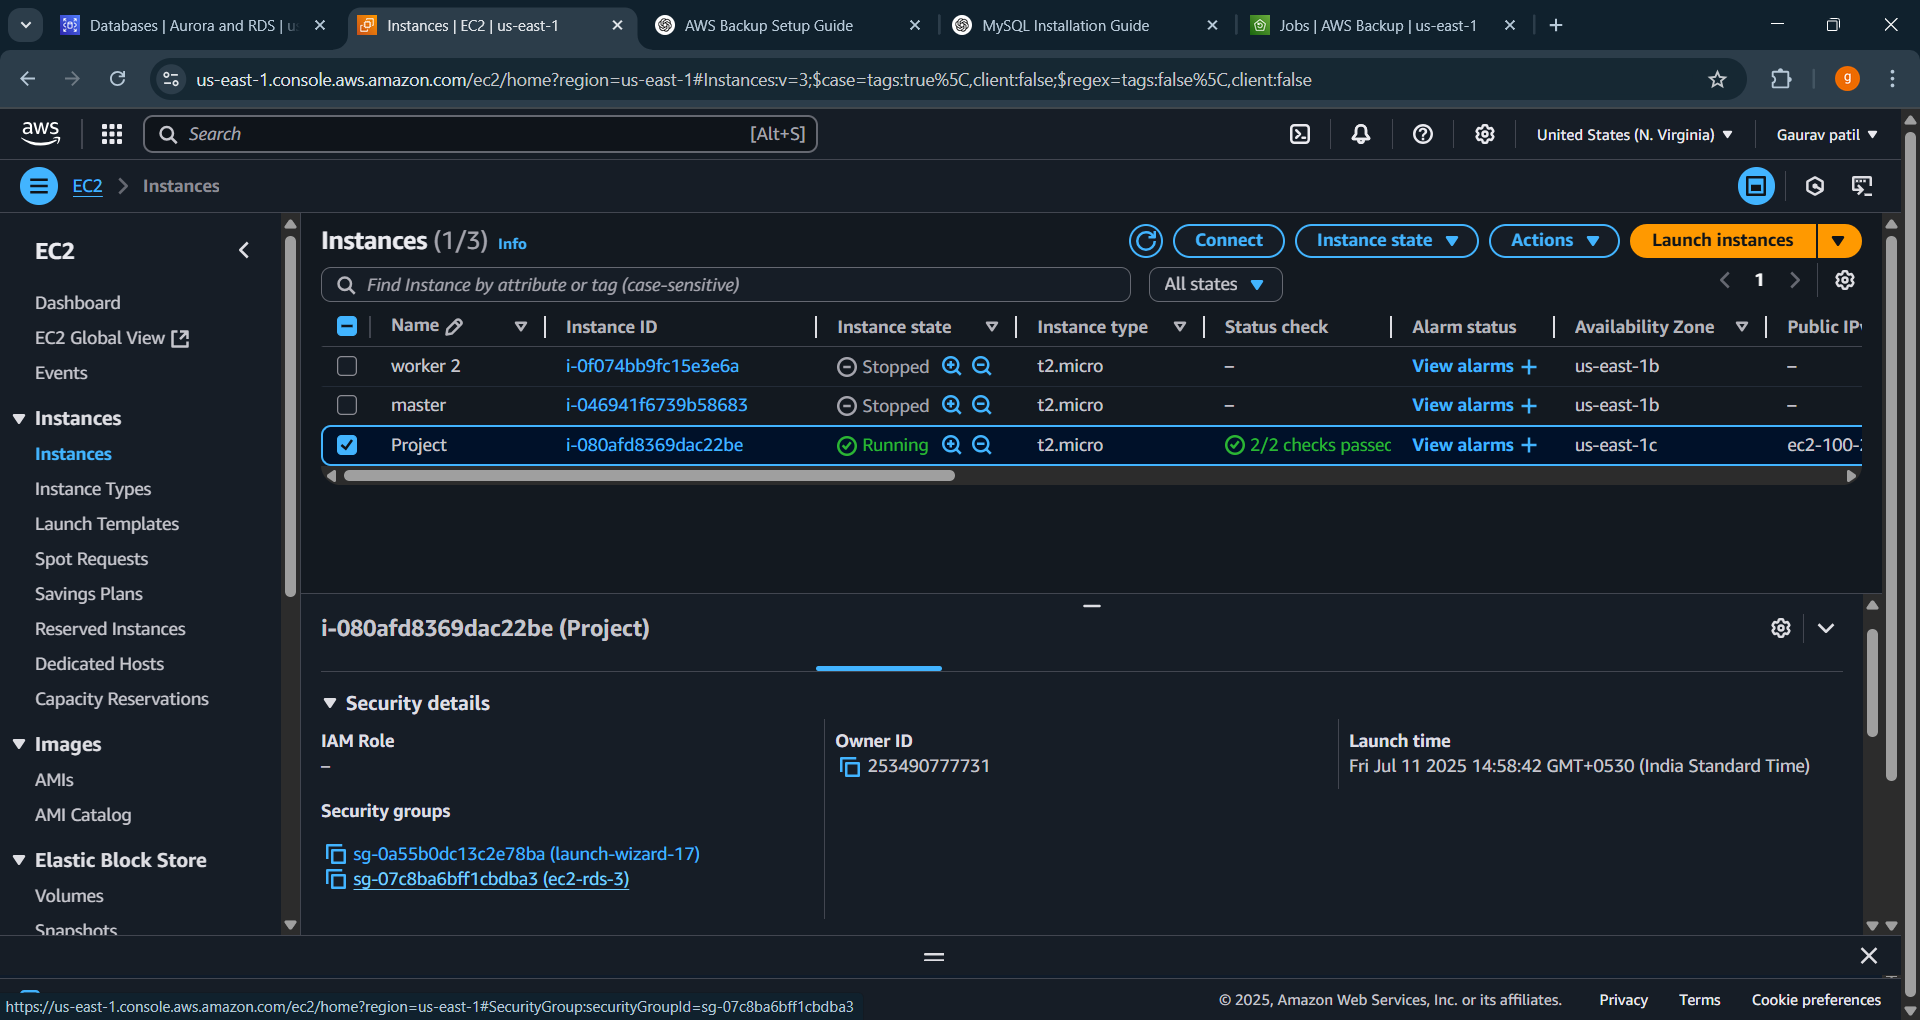 Databases | Aurora and RDS | us
Instances | EC2 | us-east-1
AWS Backup Setup Guide
MySQL Installation Guide
Jobs | AWS Backup | us-east-1
us-east-1.console.aws.amazon.com/ec2/home?region=us-east-1#Instances:v=3;$case=tags:true%5C,client:false;$regex=tags:false%5C,client:false
g
aws
Search
[Alt+S]
United States (N. Virginia)
Gaurav patil
EC2
Instances
EC2
Dashboard
EC2 Global View
Events
Instances
Instances
Instance Types
Launch Templates
Spot Requests
Savings Plans
Reserved Instances
Dedicated Hosts
Capacity Reservations
Images
AMIs
AMI Catalog
Elastic Block Store
Volumes
Snapshots
Instances (1/3) Info
Connect
Instance state
Actions
Launch instances
Find Instance by attribute or tag (case-sensitive)
All states
1
Name Instance ID Instance state Instance type Status check Alarm status Availability Zone Public IPv
worker 2 i-0f074bb9fc15e3e6a Stopped t2.micro – View alarms + us-east-1b –
master i-046941f6739b58683 Stopped t2.micro – View alarms + us-east-1b –
Project i-080afd8369dac22be Running t2.micro 2/2 checks passed View alarms + us-east-1c ec2-100-
i-080afd8369dac22be (Project)
Security details
IAM Role
–
Owner ID
253490777731
Launch time
Fri Jul 11 2025 14:58:42 GMT+0530 (India Standard Time)
Security groups
sg-0a55b0dc13c2e78ba (launch-wizard-17)
sg-07c8ba6bff1cbdba3 (ec2-rds-3)
https://us-east-1.console.aws.amazon.com/ec2/home?region=us-east-1#SecurityGroup:securityGroupId=sg-07c8ba6bff1cbdba3
© 2025, Amazon Web Services, Inc. or its affiliates.
Privacy
Terms
Cookie preferences